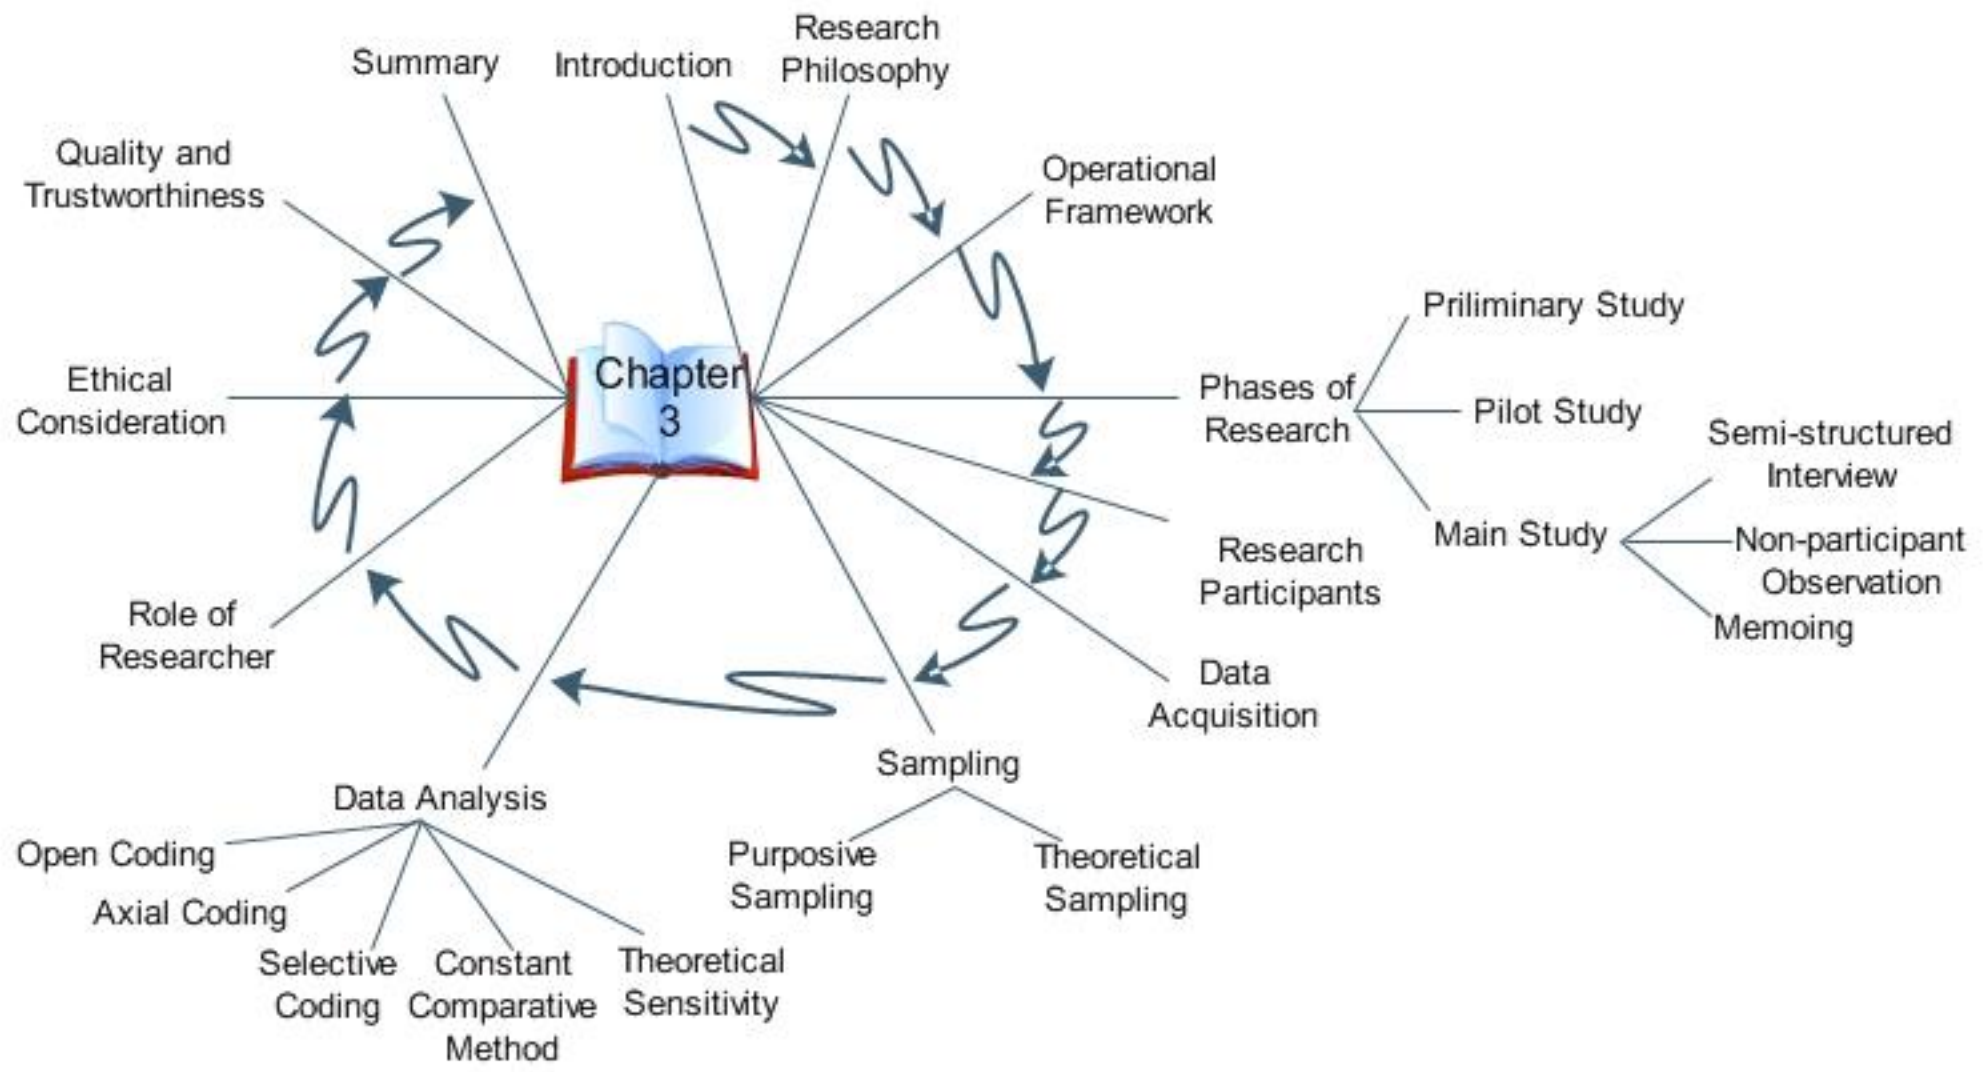 Research
Philosophy
Summary
Introduction
Quality and
Trustworthiness
Operational
Framework
Priliminary Study
Chapter
3
Ethical
Consideration
Phases of
Research
Pilot Study
Semi-structured
Interview
Main Study
Non-participant
Observation
Memoing
Research
Participants
Role of
Researcher
Data
Acquisition
Sampling
Purposive
Sampling
Theoretical
Sampling
Data Analysis
Open Coding
Axial Coding
Selective
Coding
Constant
Comparative
Method
Theoretical
Sensitivity